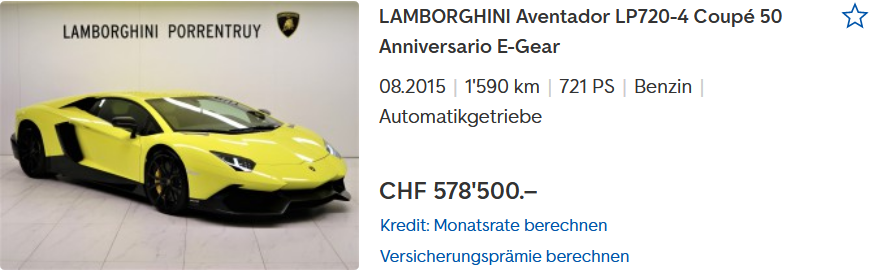 LAMBORGHINI PORRENTRUY
LAMBORGHINI Aventador LP720-4 Coupé 50
Anniversario E-Gear
08.2015 | 1'590 km | 721 PS | Benzin |
Automatikgetriebe
CHF 578'500.–
Kredit: Monatsrate berechnen
Versicherungsprämie berechnen